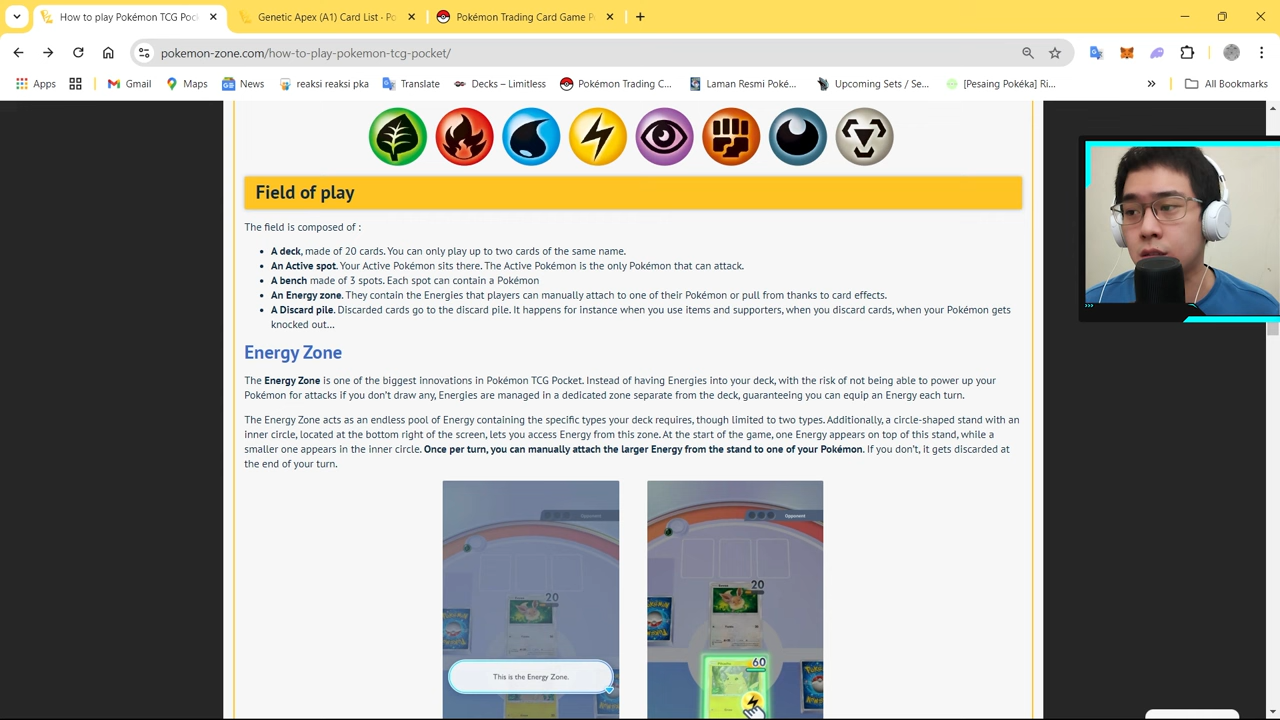 How to play Pokémon TCG Poc
Genetic Apex (A1) Card List · Po
Pokémon Trading Card Game P
pokemon-zone.com/how-to-play-pokemon-tcg-pocket/
Apps
Gmail
Maps
News
reaksi reaksi pka
Translate
Decks – Limitless
Pokémon Trading C...
Laman Resmi Poké...
Upcoming Sets / Se...
[Pesaing Pokéka] Ri...
All Bookmarks
Field of play
The field is composed of :
A deck, made of 20 cards. You can only play up to two cards of the same name.
An Active spot. Your Active Pokémon sits there. The Active Pokémon is the only Pokémon that can attack.
A bench made of 3 spots. Each spot can contain a Pokémon
An Energy zone. They contain the Energies that players can manually attach to one of their Pokémon or pull from thanks to card effects.
A Discard pile. Discarded cards go to the discard pile. It happens for instance when you use items and supporters, when you discard cards, when your Pokémon gets
knocked out...
Energy Zone
The Energy Zone is one of the biggest innovations in Pokémon TCG Pocket. Instead of having Energies into your deck, with the risk of not being able to power up your
Pokémon for attacks if you don't draw any, Energies are managed in a dedicated zone separate from the deck, guaranteeing you can equip an Energy each turn.
The Energy Zone acts as an endless pool of Energy containing the specific types your deck requires, though limited to two types. Additionally, a circle-shaped stand with an
inner circle, located at the bottom right of the screen, lets you access Energy from this zone. At the start of the game, one Energy appears on top of this stand, while a
smaller one appears in the inner circle. Once per turn, you can manually attach the larger Energy from the stand to one of your Pokémon. If you don't, it gets discarded at
the end of your turn.
Opponent
Opponent
20
20
This is the Energy Zone.
60